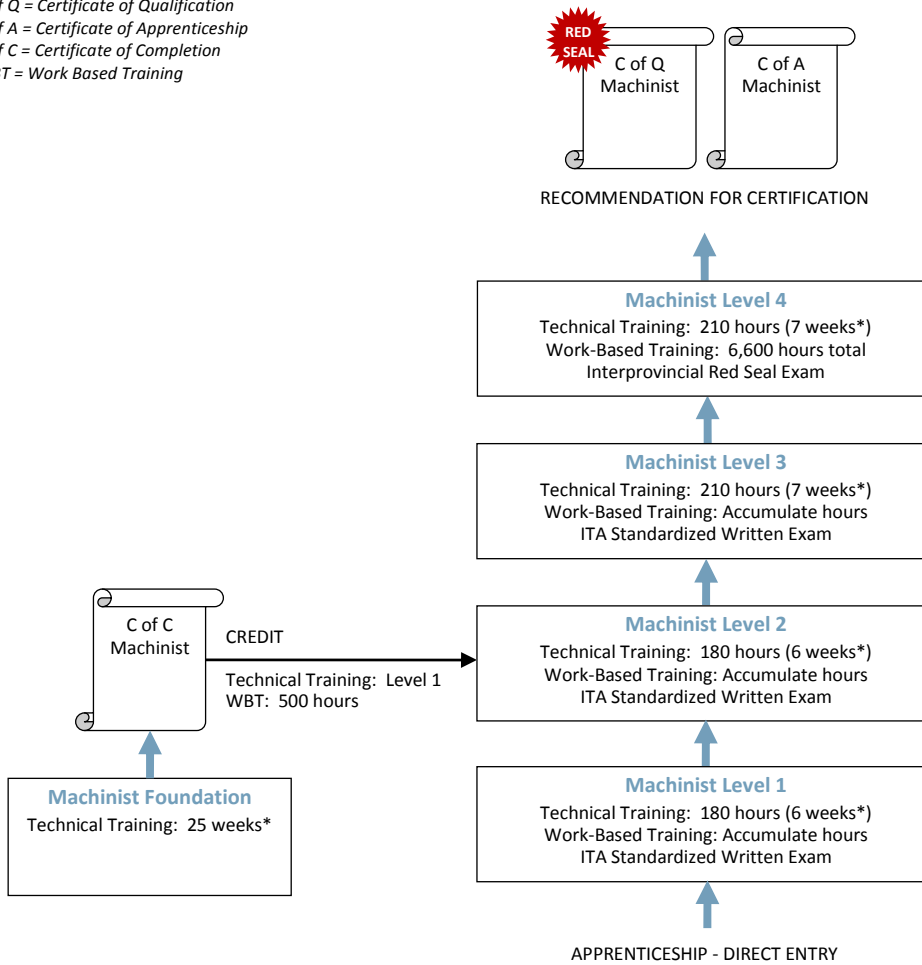 f Q = Certificate of Qualification
f A = Certificate of Apprenticeship
f C = Certificate of Completion
BT = Work Based Training
RED
SEAL
C of Q
Machinist
C of A
Machinist
RECOMMENDATION FOR CERTIFICATION
Machinist Level 4
Technical Training: 210 hours (7 weeks*)
Work-Based Training: 6,600 hours total
Interprovincial Red Seal Exam
Machinist Level 3
Technical Training: 210 hours (7 weeks*)
Work-Based Training: Accumulate hours
ITA Standardized Written Exam
C of C
Machinist
CREDIT
Technical Training: Level 1
WBT: 500 hours
Machinist Level 2
Technical Training: 180 hours (6 weeks*)
Work-Based Training: Accumulate hours
ITA Standardized Written Exam
Machinist Foundation
Technical Training: 25 weeks*
Machinist Level 1
Technical Training: 180 hours (6 weeks*)
Work-Based Training: Accumulate hours
ITA Standardized Written Exam
APPRENTICESHIP - DIRECT ENTRY